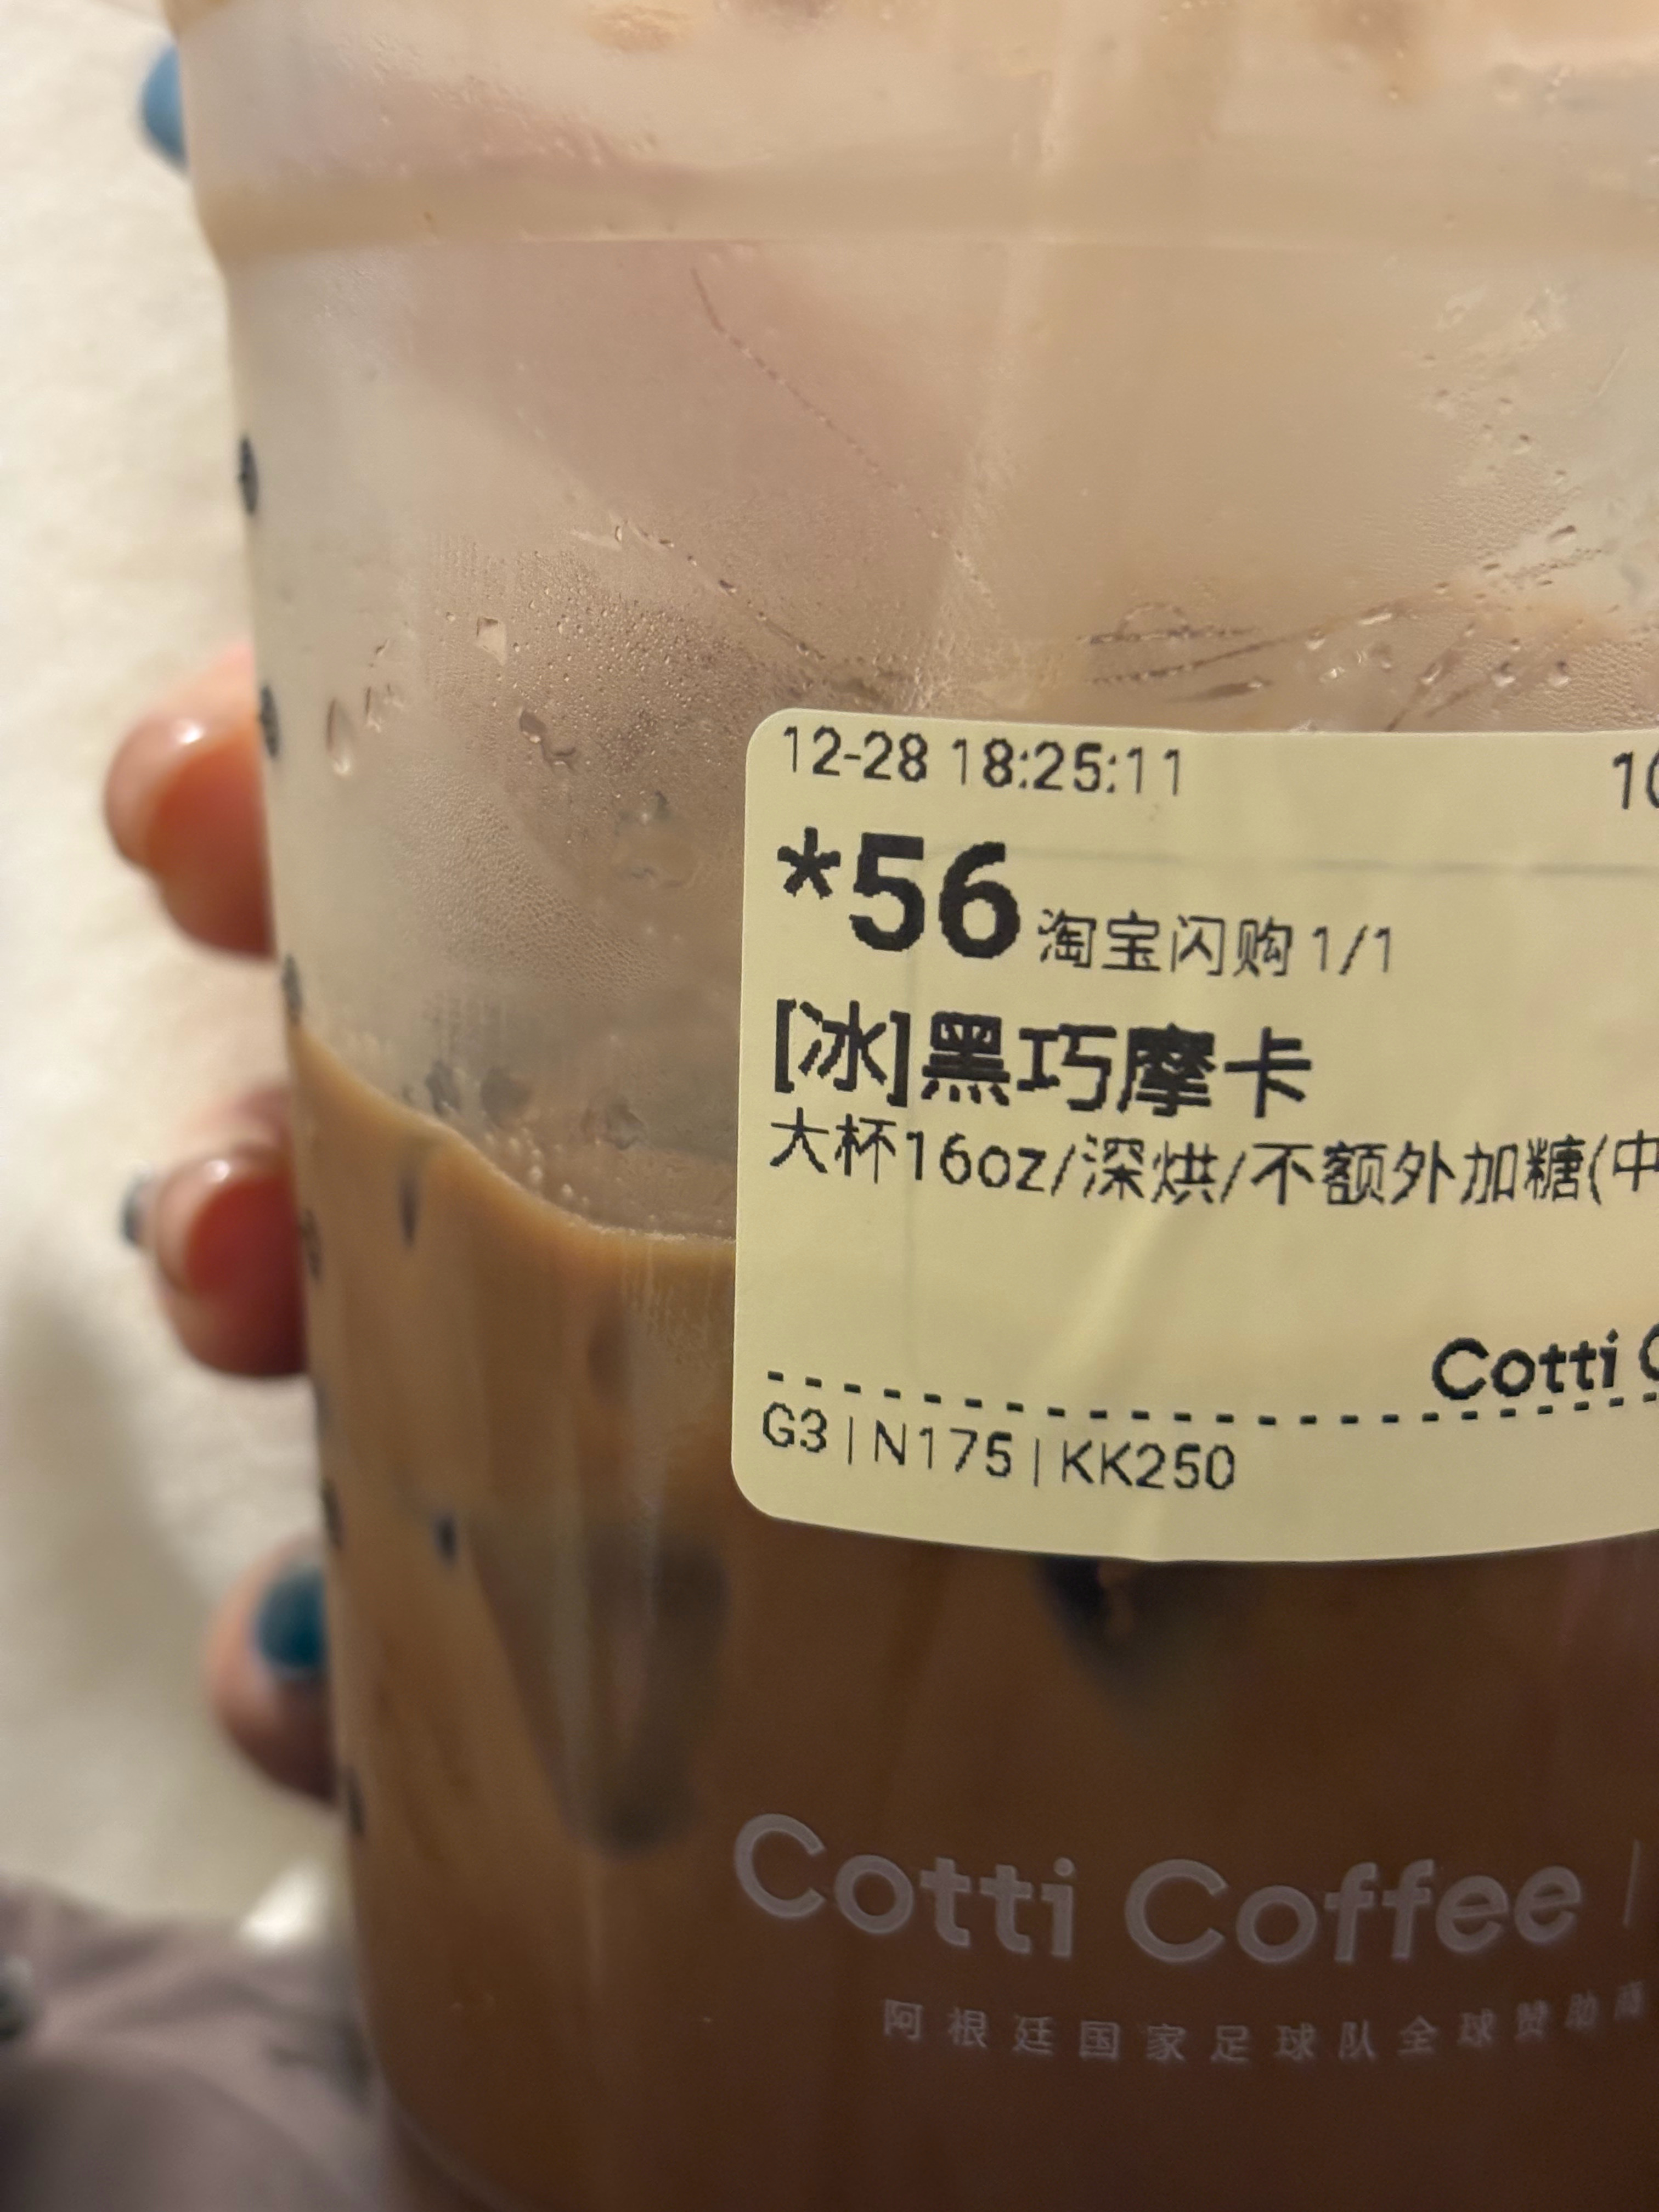 12-28 18:25:11 10
*56 淘宝闪购 1/1
[冰]黑巧摩卡
大杯16oz/深烘/不额外加糖(中
Cotti C
G3 | N175 | KK250
Cotti Coffee |
阿根廷国家足球队全球赞助商